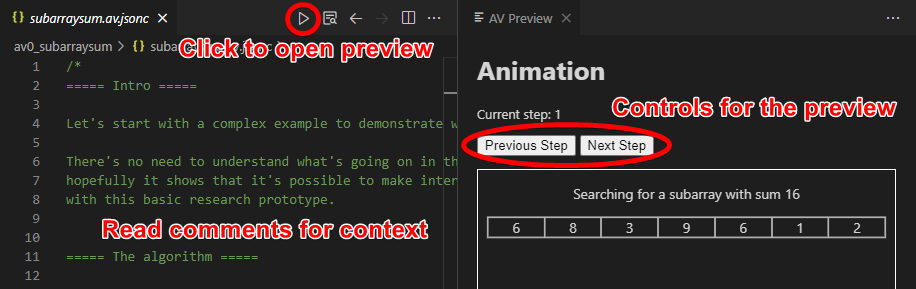 {} subarraysum.av.jsonc
av0_subarraysum > {}
Click to open preview
1 /*
2 ===== Intro =====
3
4 Let's start with a complex example to demonstrate
5
6 There's no need to understand what's going on in
7 hopefully it shows that it's possible to make
8 with this basic research prototype.
9
10
Read comments for context
11 ===== The algorithm =====
12
AV Preview
Animation
Current step: 1
Controls for the preview
Previous Step Next Step
Searching for a subarray with sum 16
6 8 3 9 6 1 2